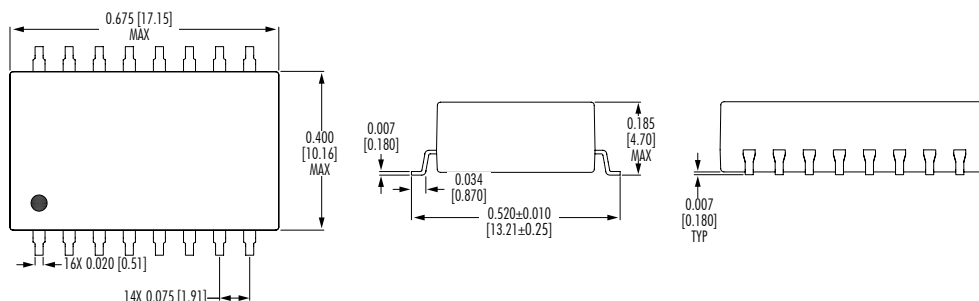 0.675 [17.15]
MAX
0.400
[10.16]
MAX
16X 0.020 [0.51]
14X 0.075 [1.91]
0.007
[0.180]
0.034
[0.870]
0.185
[4.70]
MAX
0.520±0.010
[13.21±0.25]
0.007
[0.180]
TYP